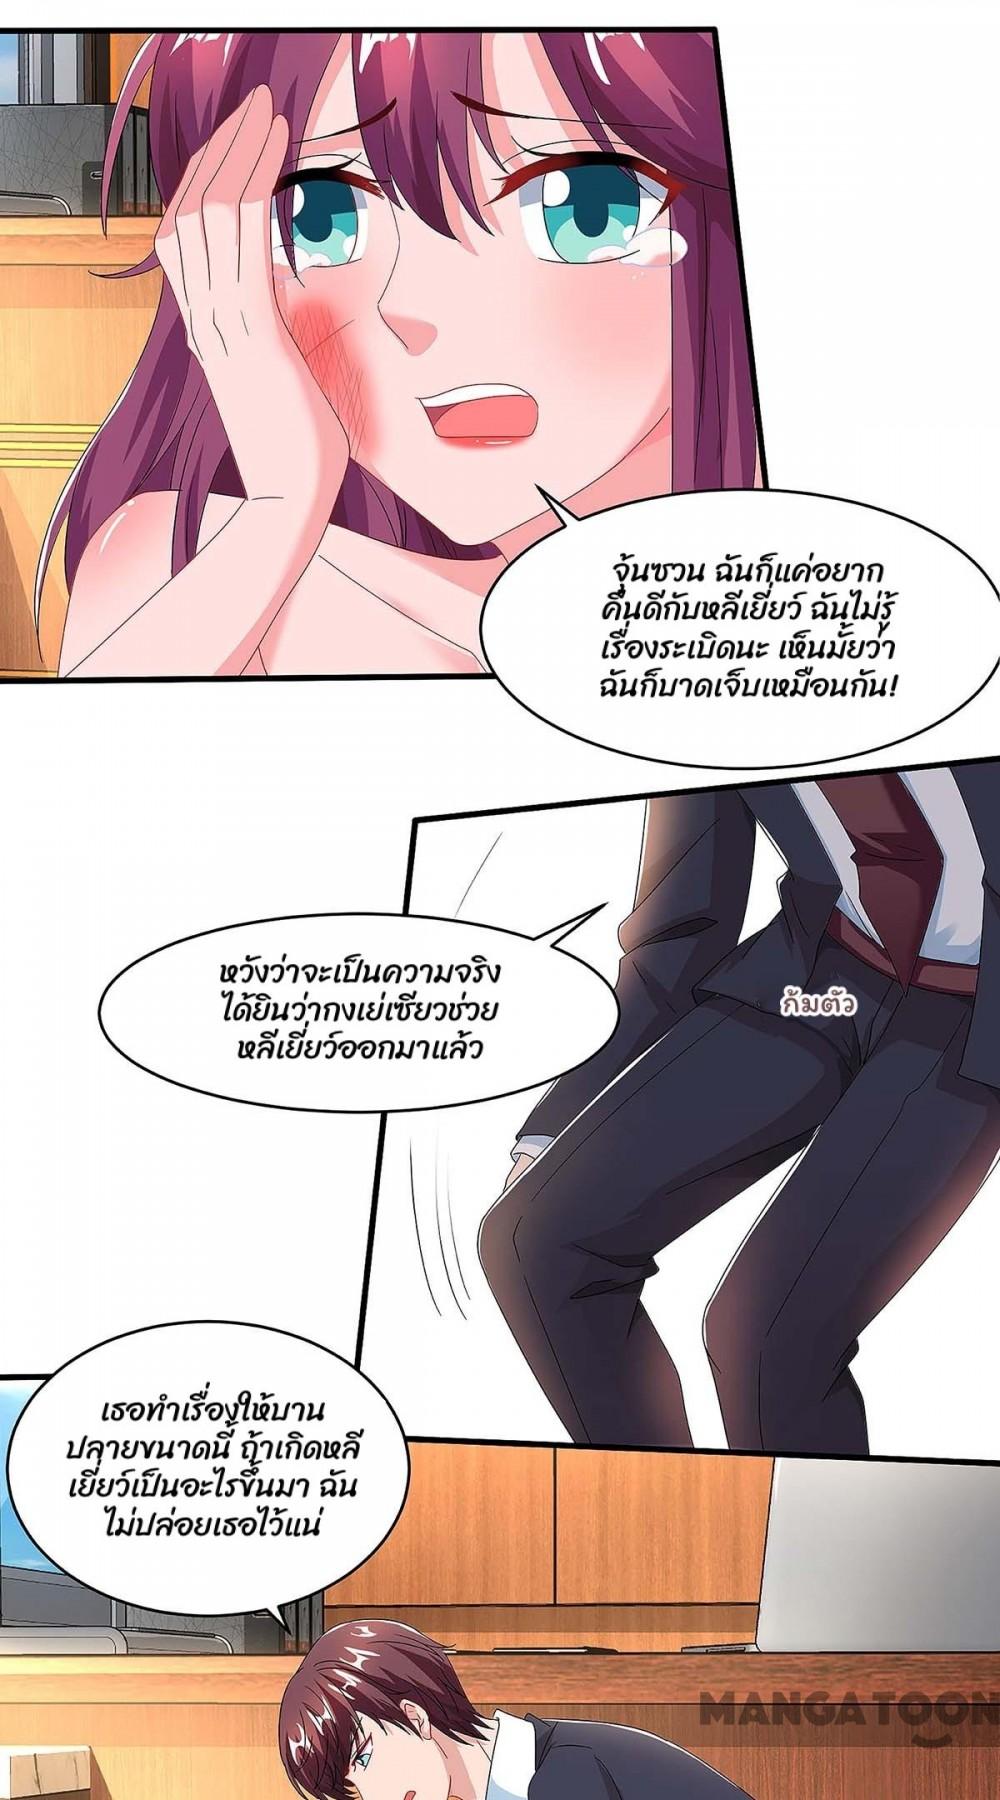 จุ้นซวน ฉันก็แค่อยาก
คืนดีกับหลีเยี่ยว์ ฉันไม่รู้
เรื่องระเบิดนะ เห็นมั้ยว่า
ฉันก็บาดเจ็บเหมือนกัน!
หวังว่าจะเป็นความจริง
ได้ยินว่ากงเย่เซียวช่วย
หลีเยี่ยว์ออกมาแล้ว
ก้มตัว
เธอทำเรื่องให้บาน
ปลายขนาดนี้ ถ้าเกิดหลี
เยี่ยว์เป็นอะไรขึ้นมา ฉัน
ไม่ปล่อยเธอไว้แน่
MANGATOON